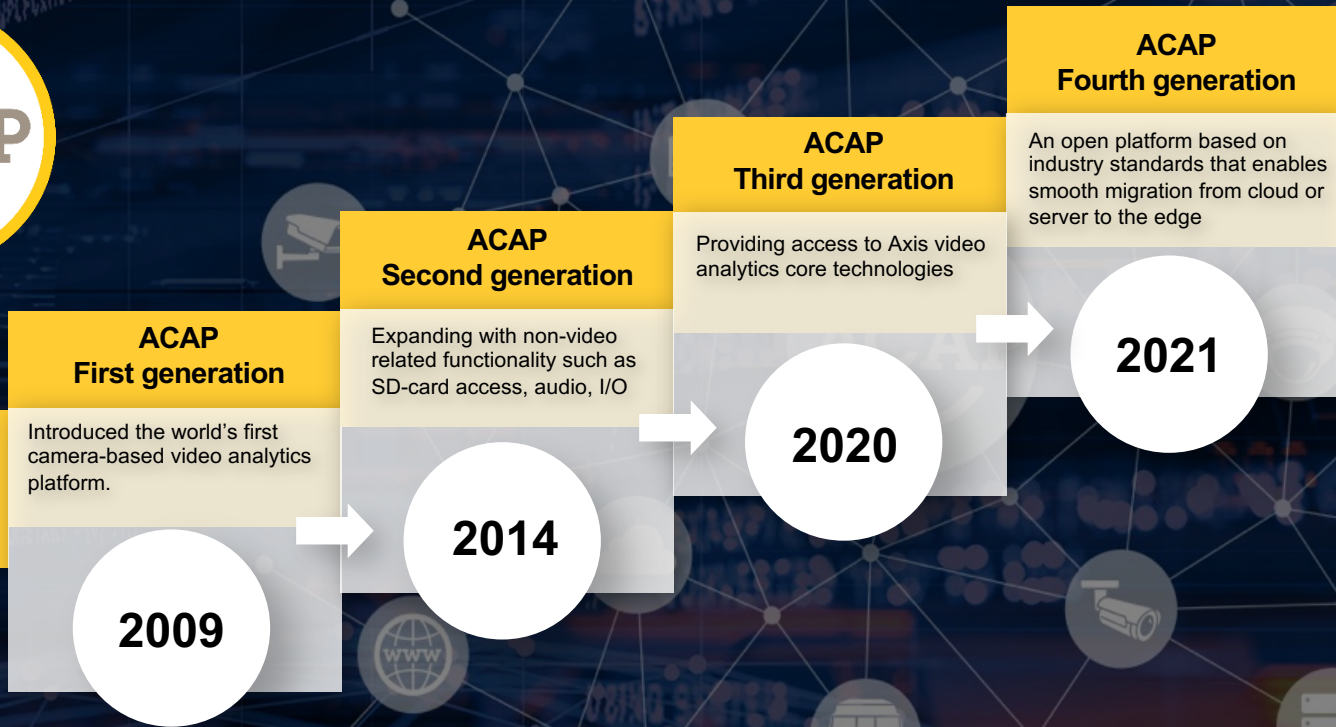 P
ACAP
First generation
Introduced the world's first
camera-based video analytics
platform.
2009
ACAP
Second generation
Expanding with non-video
related functionality such as
SD-card access, audio, I/O
2014
ACAP
Third generation
Providing access to Axis video
analytics core technologies
2020
ACAP
Fourth generation
An open platform based on
industry standards that enables
smooth migration from cloud or
server to the edge
2021
www